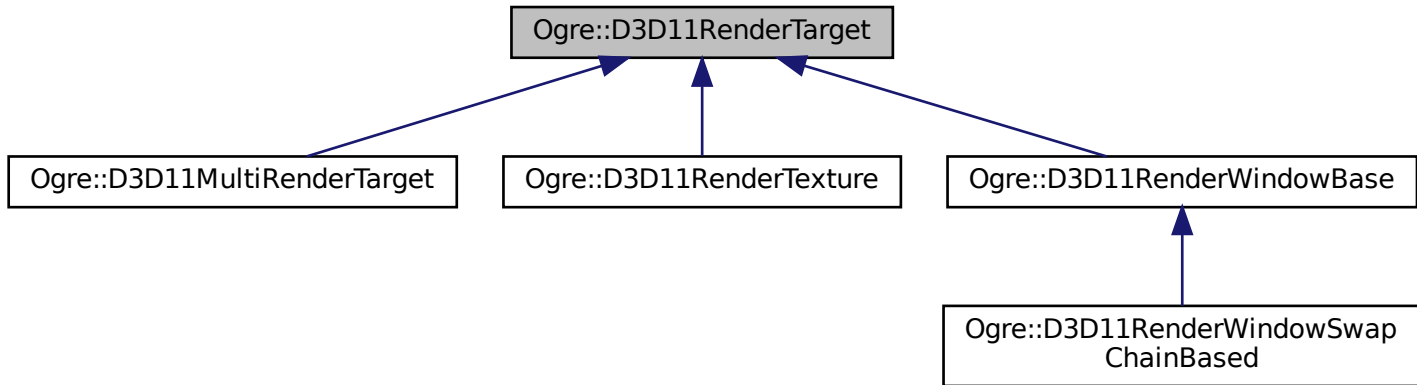 Ogre::D3D11RenderTarget
Ogre::D3D11MultiRenderTarget
Ogre::D3D11RenderTexture
Ogre::D3D11RenderWindowBase
Ogre::D3D11RenderWindowSwap
ChainBased